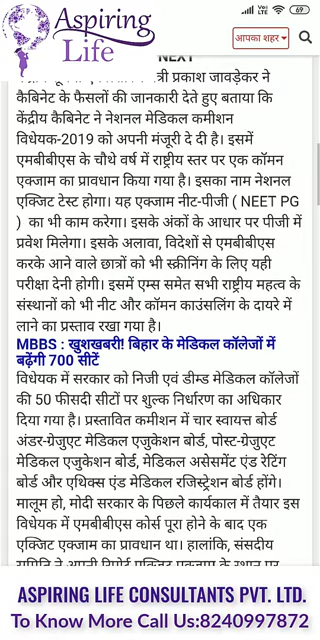 Aspiring
Life
VoLTE
69
आपका शहर
NEXT
त्री प्रकाश जावड़ेकर ने
कैबिनेट के फैसलों की जानकारी देते हुए बताया कि
केंद्रीय कैबिनेट ने नेशनल मेडिकल कमीशन
विधेयक-2019 को अपनी मंजूरी दे दी है। इसमें
एमबीबीएस के चौथे वर्ष में राष्ट्रीय स्तर पर एक कॉमन
एक्जाम का प्रावधान किया गया है। इसका नाम नेशनल
एक्जिट टेस्ट होगा। यह एक्जाम नीट-पीजी ( NEET PG
) का भी काम करेगा। इसके अंकों के आधार पर पीजी में
प्रवेश मिलेगा। इसके अलावा, विदेशों से एमबीबीएस
करके आने वाले छात्रों को भी स्क्रीनिंग के लिए यही
परीक्षा देनी होगी। इसमें एम्स समेत सभी राष्ट्रीय महत्व के
संस्थानों को भी नीट और कॉमन काउंसलिंग के दायरे में
लाने का प्रस्ताव रखा गया है।
MBBS : खुशखबरी! बिहार के मेडिकल कॉलेजों में
बढ़ेंगी 700 सीटें
विधेयक में सरकार को निजी एवं डीम्ड मेडिकल कॉलेजों
की 50 फीसदी सीटों पर शुल्क निर्धारण का अधिकार
दिया गया है। प्रस्तावित कमीशन में चार स्वायत्त बोर्ड
अंडर-ग्रेजुएट मेडिकल एजुकेशन बोर्ड, पोस्ट-ग्रेजुएट
मेडिकल एजुकेशन बोर्ड, मेडिकल असेसमेंट एंड रेटिंग
बोर्ड और एथिक्स एंड मेडिकल रजिस्ट्रेशन बोर्ड होंगे।
मालूम हो, मोदी सरकार के पिछले कार्यकाल में तैयार इस
विधेयक में एमबीबीएस कोर्स पूरा होने के बाद एक
एक्जिट एक्जाम का प्रावधान था। हालांकि, संसदीय
ASPIRING LIFE CONSULTANTS PVT. LTD.
To Know More Call Us:8240997872